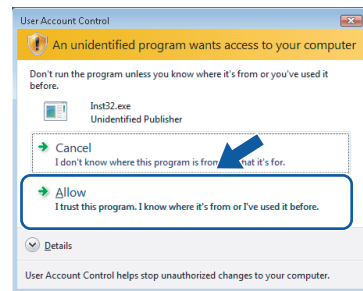 User Account Control
An unidentified program wants access to your computer
Don't run the program unless you know where it's from or you've used it
before.
Inst32.exe
Unidentified Publisher
Cancel
I don't know where this program is from hat it's for.
Allow
I trust this program. I know where it's from or I've used it before.
Details
User Account Control helps stop unauthorized changes to your computer.